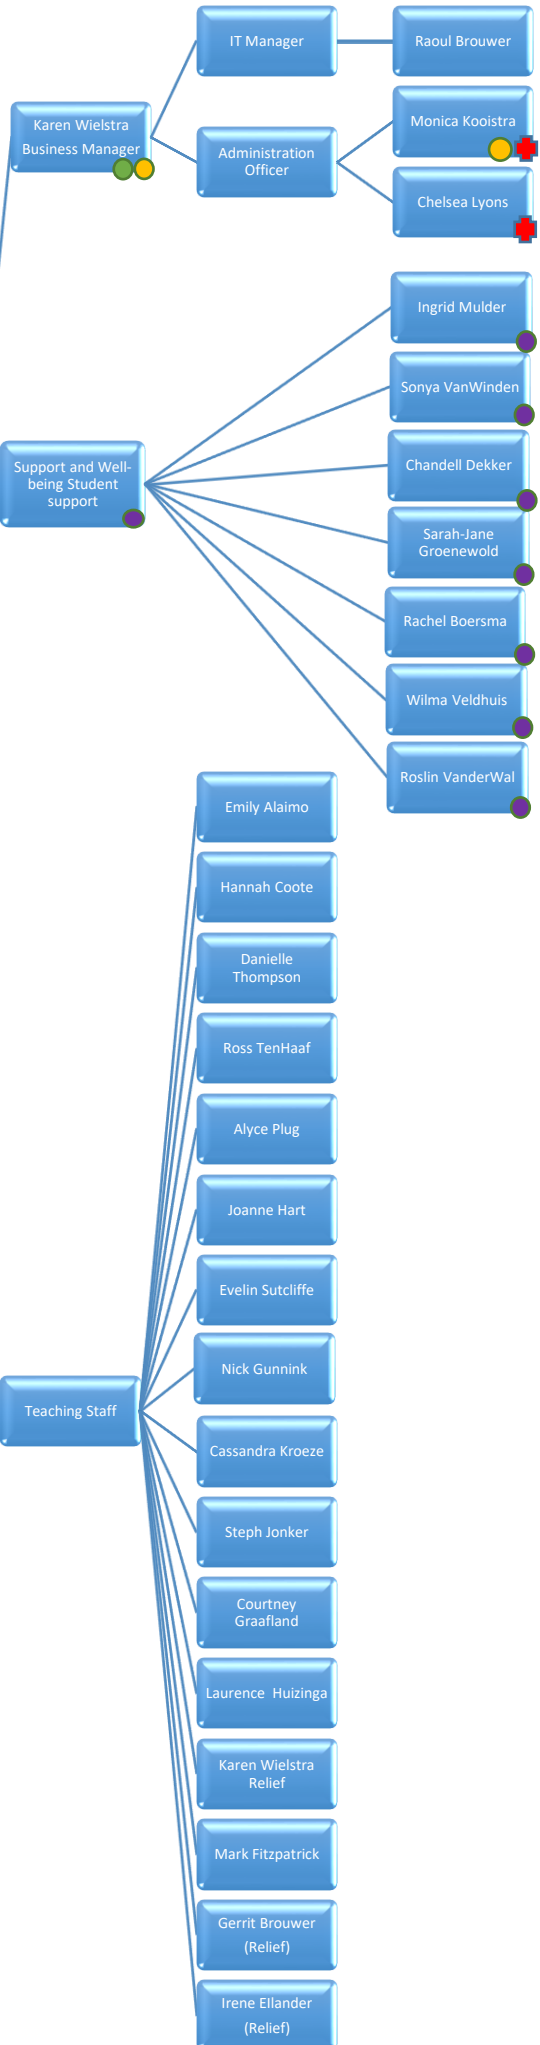 IT Manager
Raoul Brouwer
Karen Wielstra
Business Manager
Administration
Officer
Monica Kooistra
Chelsea Lyons
Support and Well-
being Student
support
Ingrid Mulder
Sonya VanWinden
Chandell Dekker
Sarah-Jane
Groenewold
Rachel Boersma
Wilma Veldhuis
Roslin VanderWal
Teaching Staff
Emily Alaimo
Hannah Coote
Danielle
Thompson
Ross TenHaaf
Alyce Plug
Joanne Hart
Evelin Sutcliffe
Nick Gunnink
Cassandra Kroeze
Steph Jonker
Courtney
Graafland
Laurence  Huizinga
Karen Wielstra
Relief
Mark Fitzpatrick
Gerrit Brouwer
(Relief)
Irene EIlander
(Relief)